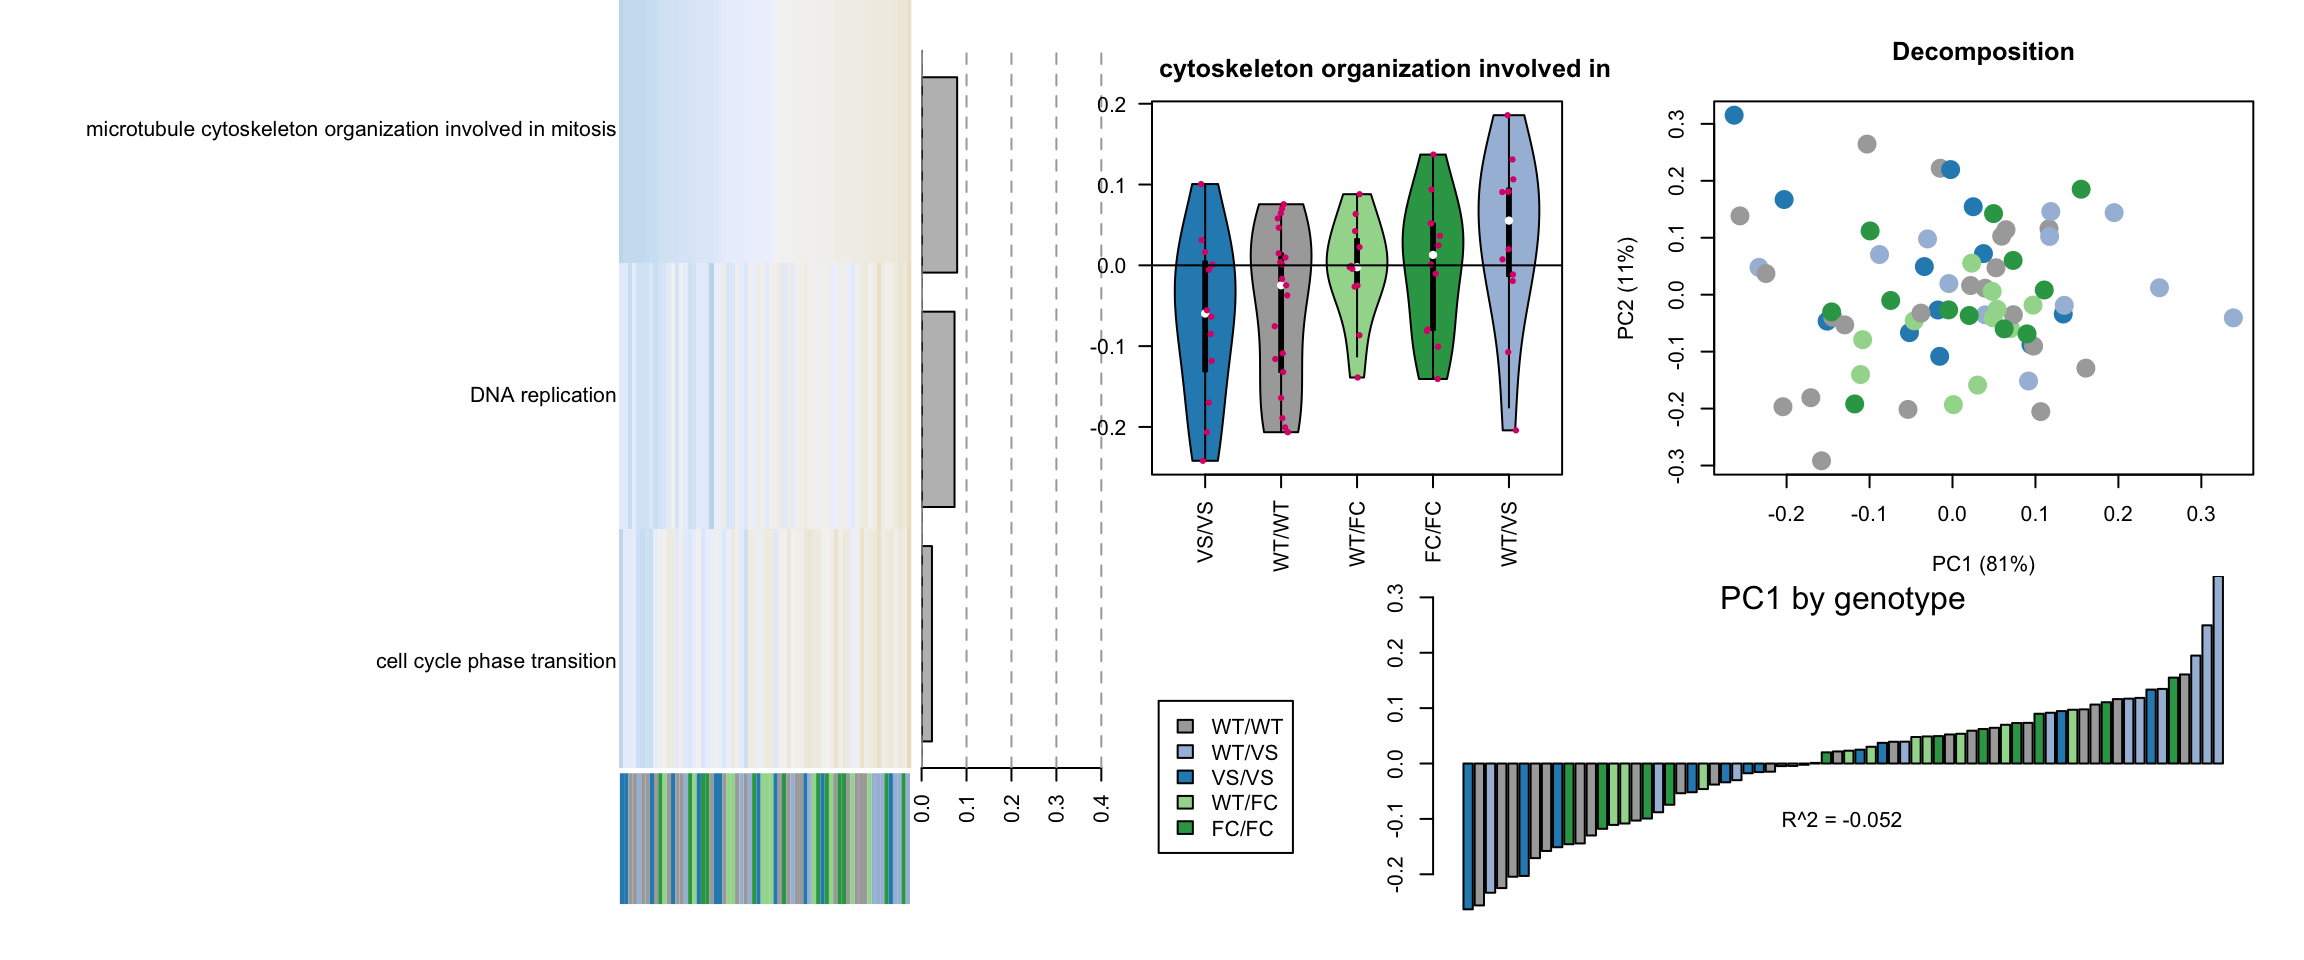 microtubule cytoskeleton organization involved in mitosis
DNA replication
cell cycle phase transition
0.0 0.1 0.2 0.3 0.4
cytoskeleton organization involved in
0.2
0.1
0.0
-0.1
-0.2
VS/VS WT/WT WT/FC FC/FC WT/VS
Decomposition
PC2 (11%)
0.3
0.2
0.1
0.0
-0.1
-0.2
-0.3
-0.2 -0.1 0.0 0.1 0.2 0.3
PC1 (81%)
WT/WT
WT/VS
VS/VS
WT/FC
FC/FC
PC1 by genotype
0.3
0.2
0.1
0.0
-0.1
-0.2
R^2 = -0.052